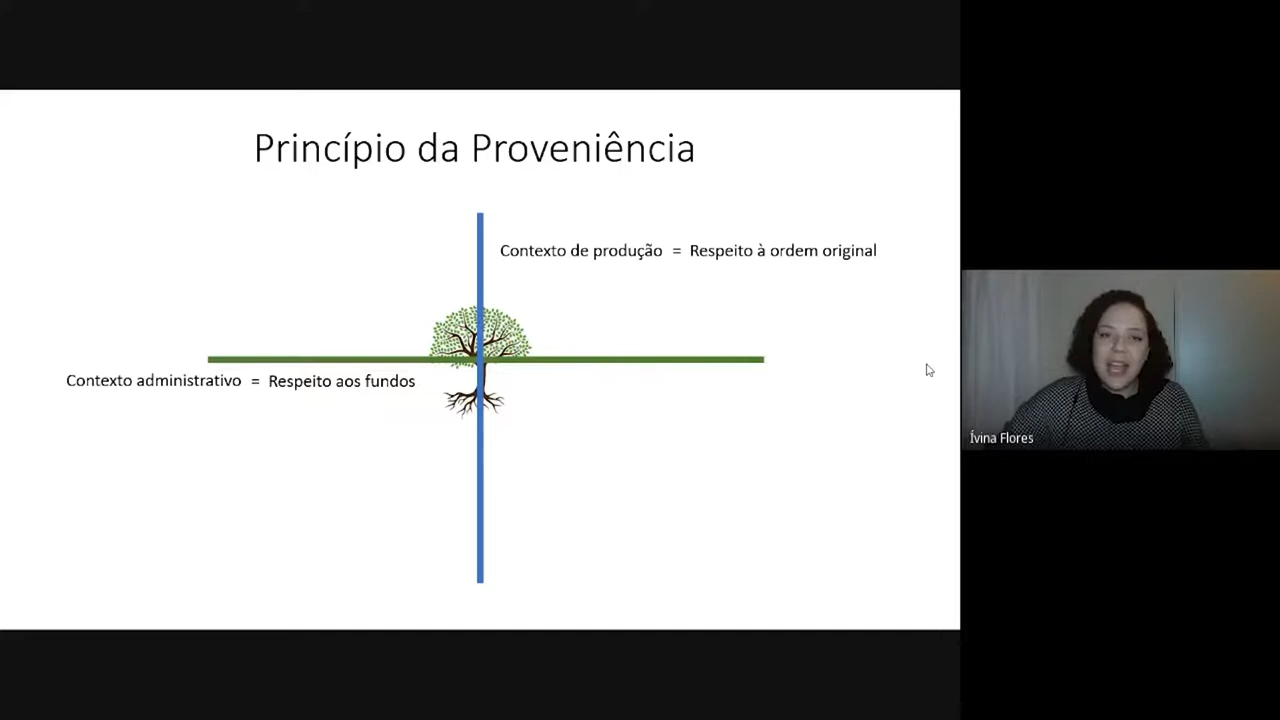 Princípio da Proveniência
Contexto de produção = Respeito à ordem original
Contexto administrativo = Respeito aos fundos
Ívina Flores